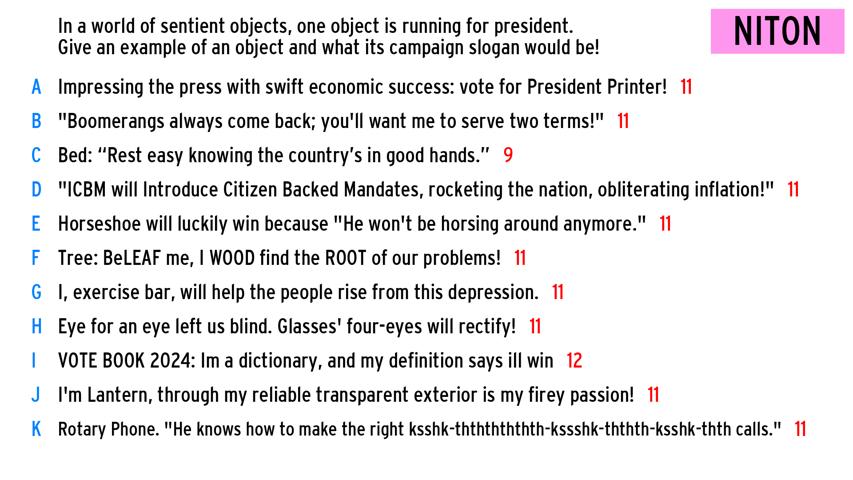 In a world of sentient objects, one object is running for president.
Give an example of an object and what its campaign slogan would be!
NITON
A Impressing the press with swift economic success: vote for President Printer! 11
B "Boomerangs always come back; you'll want me to serve two terms!" 11
C Bed: “Rest easy knowing the country’s in good hands.” 9
D "ICBM will Introduce Citizen Backed Mandates, rocketing the nation, obliterating inflation!" 11
E Horseshoe will luckily win because "He won't be horsing around anymore." 11
F Tree: BeLEAF me, I WOOD find the ROOT of our problems! 11
G I, exercise bar, will help the people rise from this depression. 11
H Eye for an eye left us blind. Glasses' four-eyes will rectify! 11
I VOTE BOOK 2024: Im a dictionary, and my definition says ill win 12
J I'm Lantern, through my reliable transparent exterior is my firey passion! 11
K Rotary Phone. "He knows how to make the right ksshk-thththththth-kssshk-ththth-ksshk-thth calls." 11